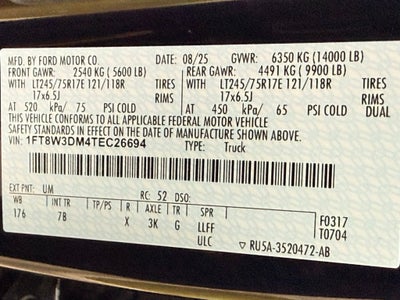 MFD. BY FORD MOTOR CO. DATE: 08/25 GVWR: 6350 KG (14000 LB)
FRONT GAWR: 2540 KG (5600 LB) REAR GAWR: 4491 KG (9900 LB)
WITH LT245/75R17E 121/118R TIRES WITH LT245/75R17E 121/118R TIRES
17x6.5J RIMS 17x6.5J RIMS
AT 520 kPa/ 75 PSI COLD AT 450 kPa/ 65 PSI COLD DUAL
THIS VEHICLE CONFORMS TO ALL APPLICABLE FEDERAL MOTOR VEHICLE
SAFETY STANDARDS IN EFFECT ON THE DATE OF MANUFACTURE SHOWN ABOVE.
VIN: 1FT8W3DM4TEC26694 TYPE: Truck
EXT PNT: UM RC: 52 DSO:
WB INT TR TP/PS R AXLE TR SPR F0317
176 7B X 3K G LLFF T0704
ULC ▽ RU5A-3520472-AB